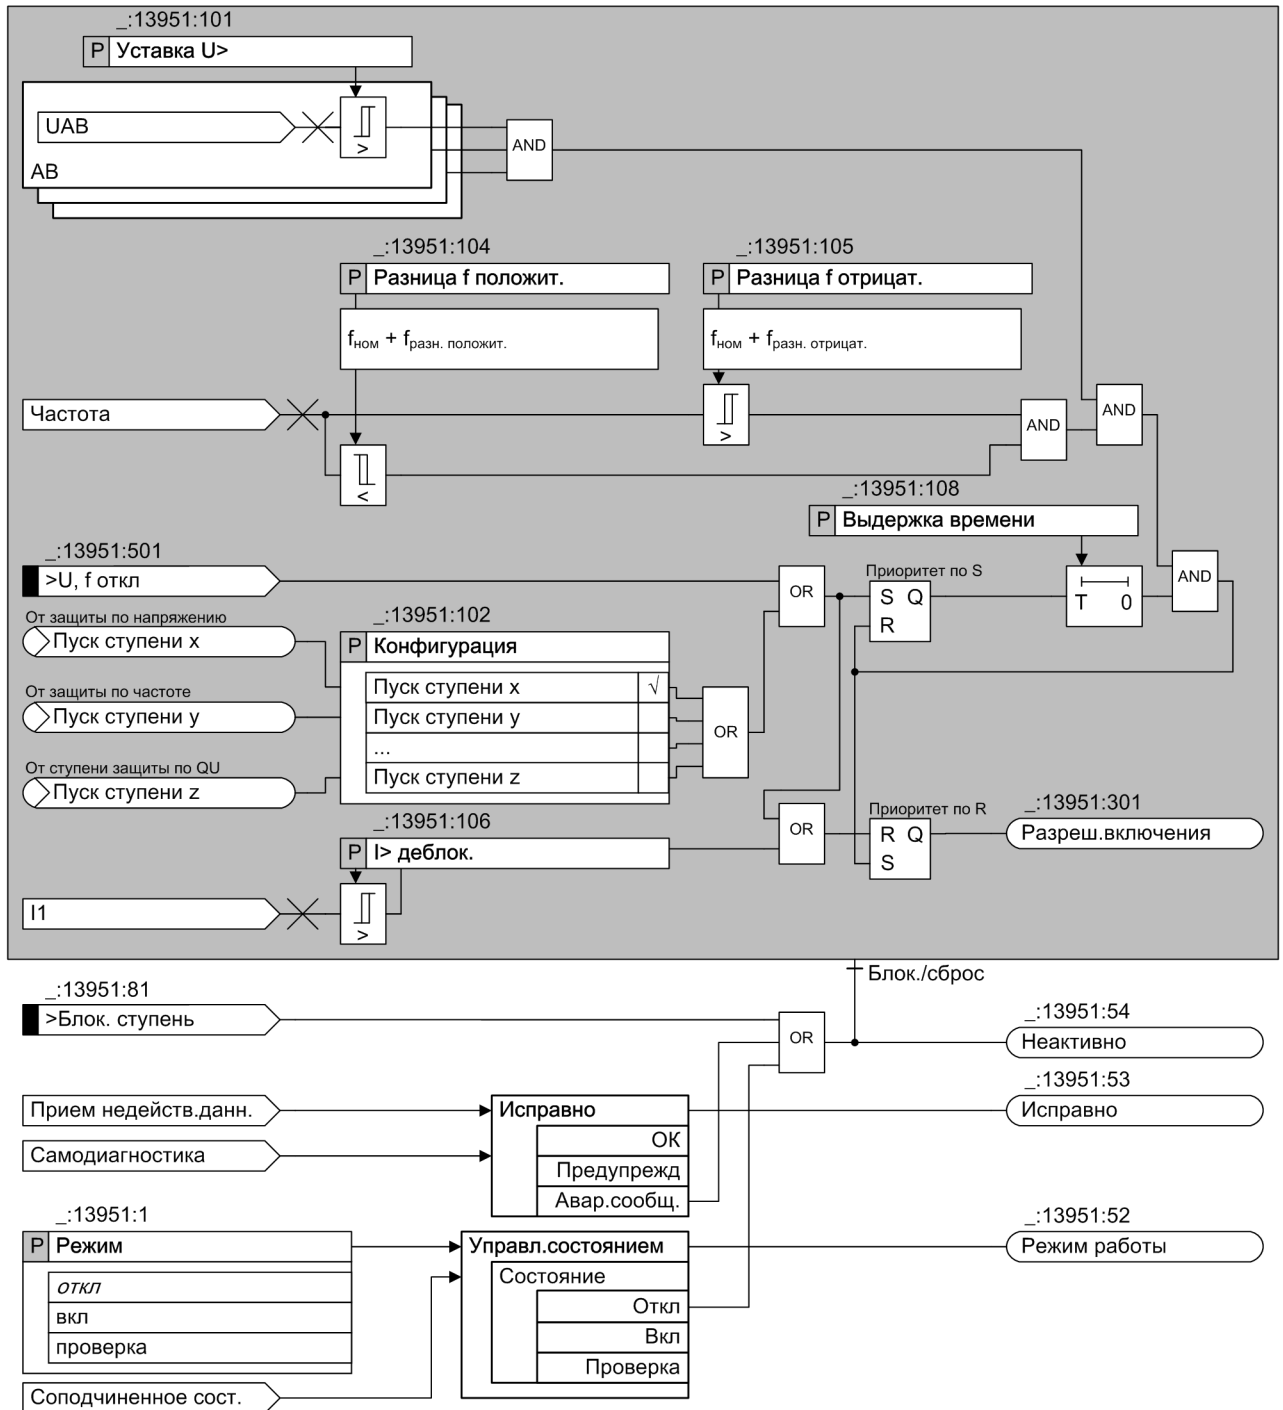 _:13951:101
P Уставка U>
UAB
>
AB
AND
_:13951:104
P Разница f положит.
fном + fразн. положит.
_:13951:105
P Разница f отрицат.
fном + fразн. отрицат.
Частота
>
<
AND
AND
_:13951:108
P Выдержка времени
_:13951:501
>U, f откл
OR
Приоритет по S
S Q
R
T 0
AND
От защиты по напряжению
Пуск ступени x
От защиты по частоте
Пуск ступени y
От ступени защиты по QU
Пуск ступени z
_:13951:102
P Конфигурация
Пуск ступени x √
Пуск ступени y
...
Пуск ступени z
OR
_:13951:106
P I> деблок.
I1
>
OR
Приоритет по R
R Q
S
_:13951:301
Разреш.включения
Блок./сброс
_:13951:81
>Блок. ступень
OR
_:13951:54
Неактивно
_:13951:53
Исправно
Прием недейств.данн.
Самодиагностика
Исправно
ОК
Предупрежд
Авар.сообщ.
_:13951:1
P Режим
откл
вкл
проверка
Соподчиненное сост.
Управл.состоянием
Состояние
Откл
Вкл
Проверка
_:13951:52
Режим работы